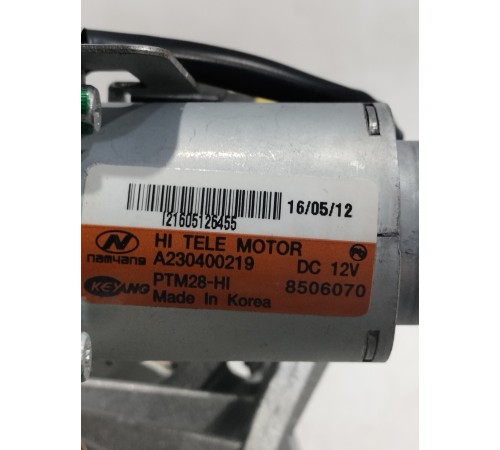 16/05/12
I21605126455
N HI TELE MOTOR
namyang A230400219 DC 12V
KEYANG PTM28-HI 8506070
Made In Korea